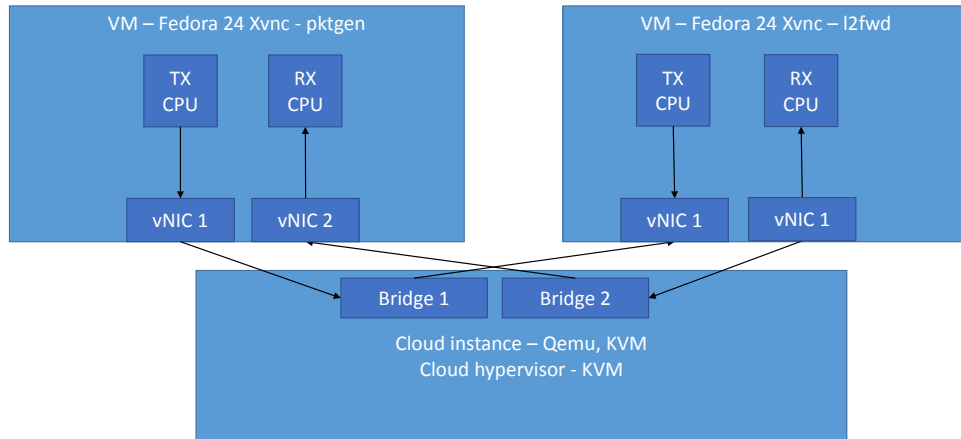 VM – Fedora 24 Xvnc - pktgen
TX
CPU
RX
CPU
vNIC 1
vNIC 2
VM – Fedora 24 Xvnc – l2fwd
TX
CPU
RX
CPU
vNIC 1
vNIC 1
Bridge 1
Bridge 2
Cloud instance – Qemu, KVM
Cloud hypervisor - KVM